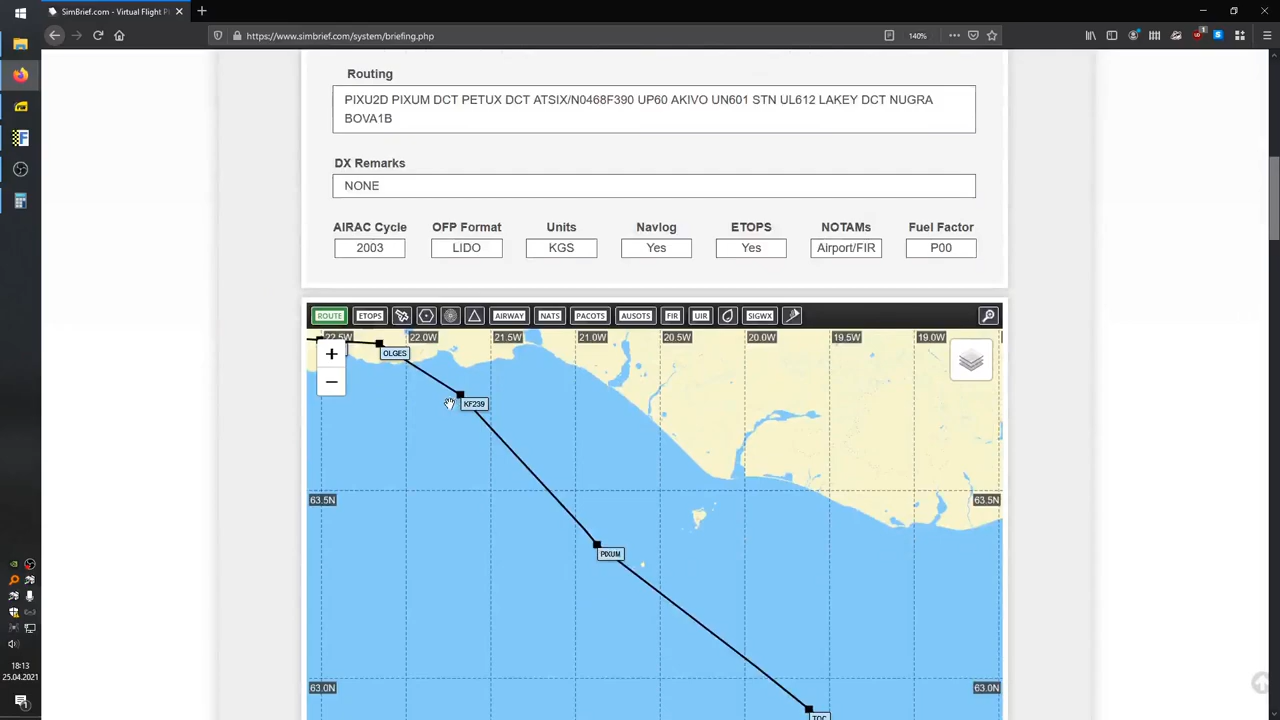 SimBrief.com - Virtual Flight P
https://www.simbrief.com/system/briefing.php
140%
Routing
PIXU2D PIXUM DCT PETUX DCT ATSIX/N0468F390 UP60 AKIVO UN601 STN UL612 LAKEY DCT NUGRA
BOVA1B
DX Remarks
NONE
AIRAC Cycle OFP Format Units Navlog ETOPS NOTAMs Fuel Factor
2003 LIDO KGS Yes Yes Airport/FIR P00
ROUTE ETOPS AIRWAY NATS PACOTS AUSOTS FIR UIR SIGWX
22.5W 22.0W 21.5W 21.0W 20.5W 20.0W 19.5W 19.0W
OLGES
+
−
KF239
63.5N 63.5N
PIXUM
63.0N 63.0N
TOC
18:13
25.04.2021